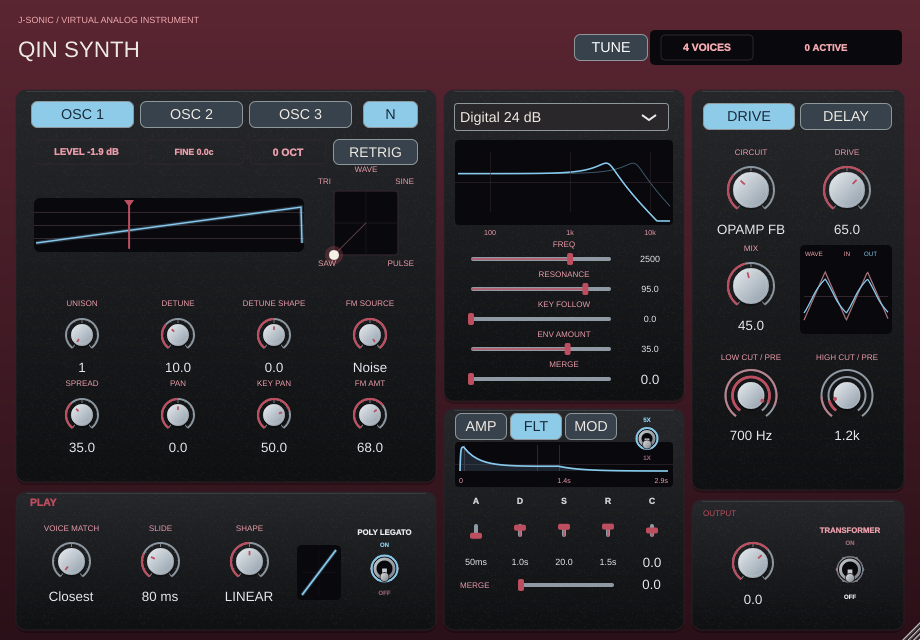 J-SONIC / VIRTUAL ANALOG INSTRUMENT
QIN SYNTH
TUNE
4 VOICES
0 ACTIVE
OSC 1
OSC 2
OSC 3
N
LEVEL -1.9 dB
FINE 0.0c
0 OCT
RETRIG
WAVE
TRI
SINE
SAW
PULSE
UNISON
DETUNE
DETUNE SHAPE
FM SOURCE
1
10.0
0.0
Noise
SPREAD
PAN
KEY PAN
FM AMT
35.0
0.0
50.0
68.0
PLAY
VOICE MATCH
SLIDE
SHAPE
POLY LEGATO
ON
OFF
Closest
80 ms
LINEAR
Digital 24 dB
100
1k
10k
FREQ
2500
RESONANCE
95.0
KEY FOLLOW
0.0
ENV AMOUNT
35.0
MERGE
0.0
AMP
FLT
MOD
5X
1X
0
1.4s
2.9s
A
D
S
R
C
50ms
1.0s
20.0
1.5s
0.0
MERGE
0.0
DRIVE
DELAY
CIRCUIT
DRIVE
OPAMP FB
65.0
MIX
WAVE
IN
OUT
45.0
LOW CUT / PRE
HIGH CUT / PRE
700 Hz
1.2k
OUTPUT
TRANSFORMER
ON
OFF
0.0